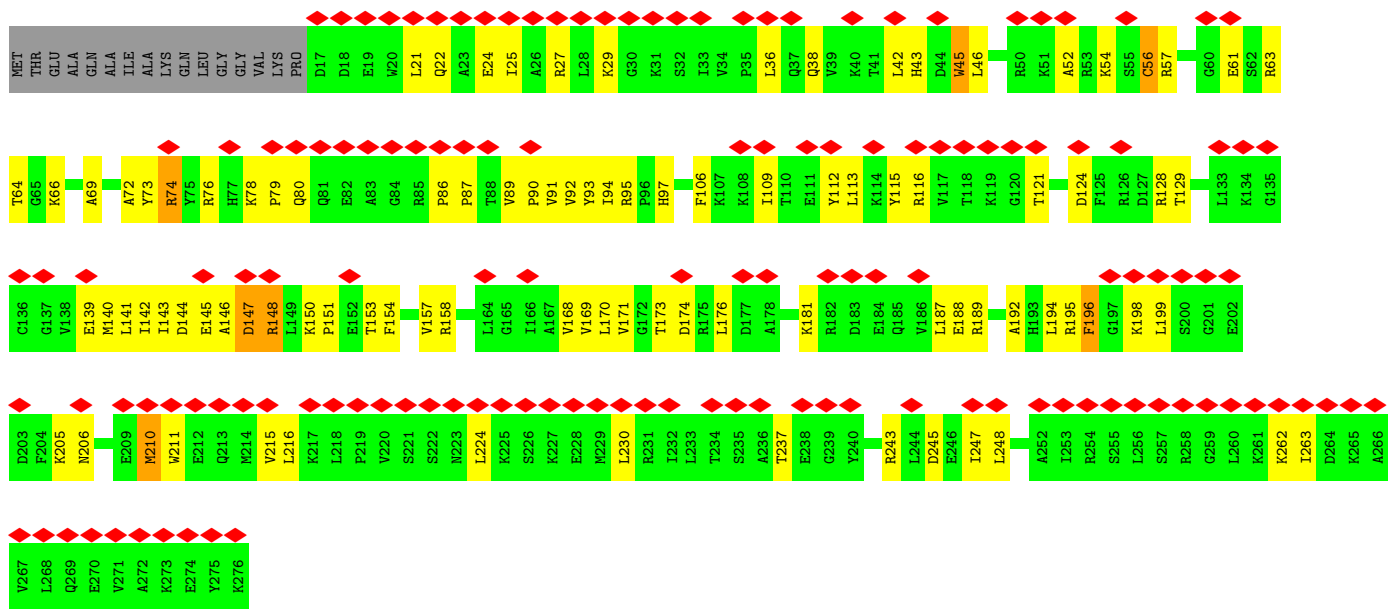 MET THR GLU ALA GLN ALA ILE ALA LYS GLN LEU GLY GLY VAL LYS PRO D17 D18 E19 W20 L21 Q22 A23 E24 I25 A26 R27 L28 K29 G30 K31 S32 I33 V34 P35 L36 Q37 Q38 V39 K40 T41 L42 H43 D44 W45 L46 R50 K51 A52 R53 K54 S55 C56 R57 G60 E61 S62 R63
T64 G65 K66 A69 A72 Y73 R74 Y75 R76 H77 K78 P79 Q80 Q81 E82 A83 G84 R85 P86 P87 T88 V89 P90 V91 V92 Y93 I94 R95 P96 H97 F106 K107 K108 I109 T110 E111 Y112 L113 K114 Y115 R116 V117 T118 K119 G120 T121 D124 F125 R126 D127 R128 T129 L133 K134 G135
C136 G137 V138 E139 M140 L141 I142 I143 D144 E145 A146 D147 R148 L149 K150 P151 E152 T153 F154 V157 R158 L164 G165 I166 A167 V168 V169 L170 V171 G172 T173 D174 R175 L176 D177 A178 K181 R182 D183 E184 Q185 V186 L187 E188 R189 A192 H193 L194 R195 F196 G197 K198 L199 S200 G201 E202
D203 F204 K205 N206 E209 M210 W211 E212 Q213 M214 V215 L216 K217 L218 P219 V220 S221 S222 N223 L224 K225 S226 K227 E228 M229 L230 R231 I232 L233 T234 S235 A236 T237 E238 G239 Y240 R243 L244 D245 E246 I247 L248 A252 I253 R254 S255 L256 S257 R258 G259 L260 K261 K262 I263 D264 K265 A266
V267 L268 Q269 E270 V271 A272 K273 E274 Y275 K276